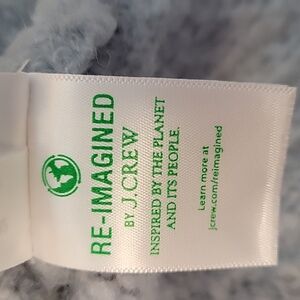 RE-IMAGINED
BY J.CREW
INSPIRED BY THE PLANET
AND ITS PEOPLE.
Learn more at
jcrew.com/reimagined